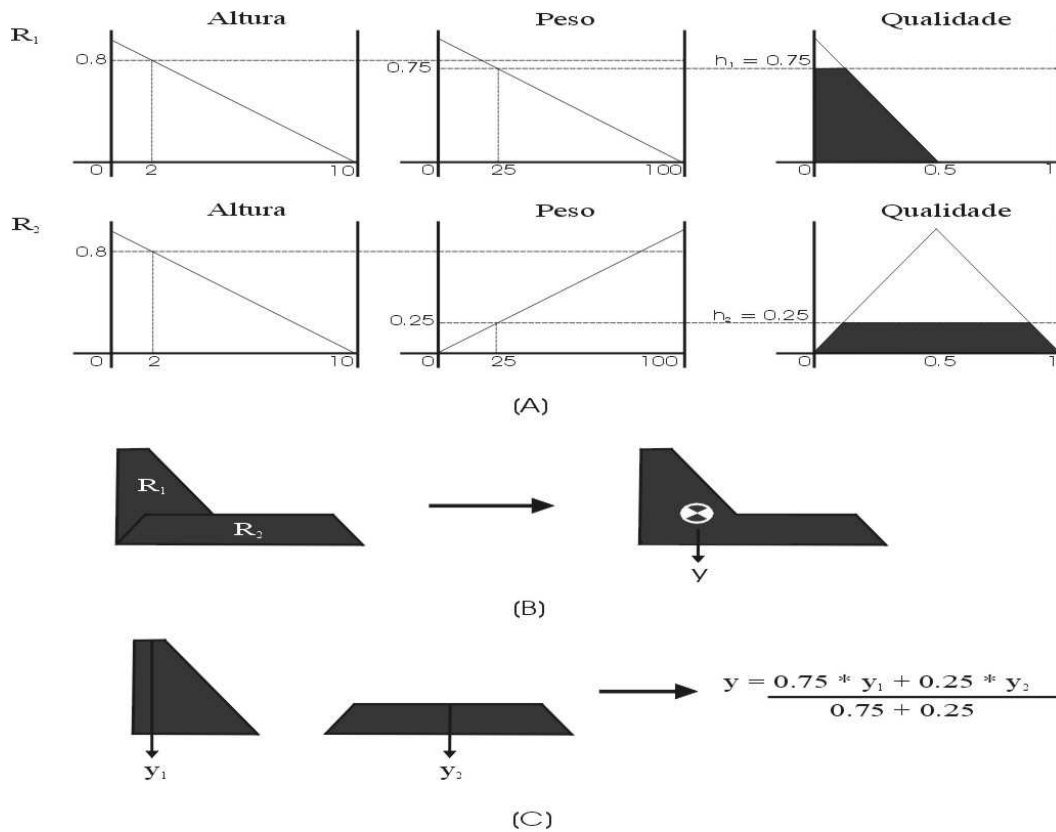 Altura Peso Qualidade
R₁
0.8 0.75 h₁ = 0.75
0 2 10 0 25 100 0 0.5 1
Altura Peso Qualidade
R₂
0.8 0.25 h₂ = 0.25
0 2 10 0 25 100 0 0.5 1
(A)
R₁
R₂
y
(B)
y = 0.75 * y₁ + 0.25 * y₂
0.75 + 0.25
y₁ y₂
(C)